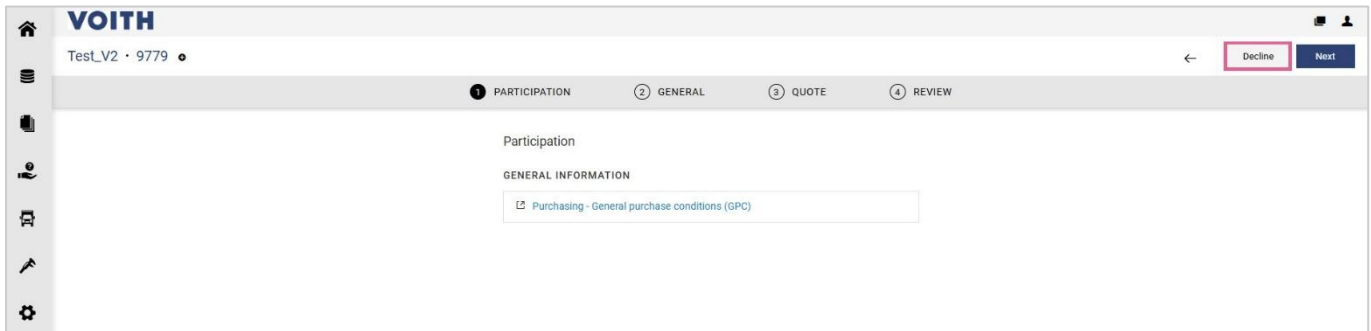 VOITH
Test_V2 · 9779
Decline
Next
1 PARTICIPATION
2 GENERAL
3 QUOTE
4 REVIEW
Participation
GENERAL INFORMATION
Purchasing - General purchase conditions (GPC)